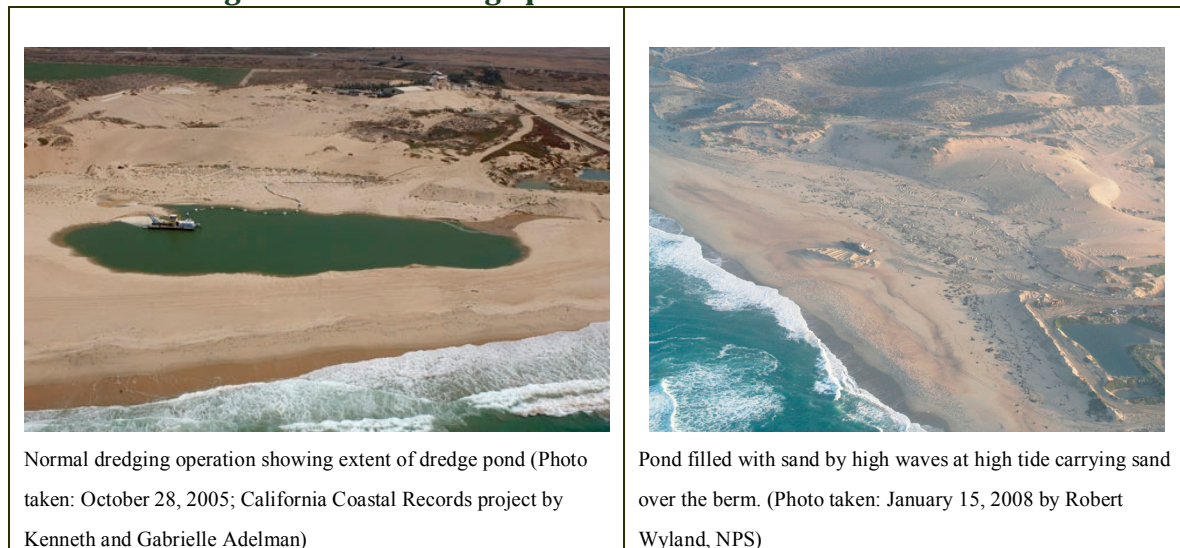 Normal dredging operation showing extent of dredge pond (Photo
taken: October 28, 2005; California Coastal Records project by
Kenneth and Gabrielle Adelman)
Pond filled with sand by high waves at high tide carrying sand
over the berm. (Photo taken: January 15, 2008 by Robert
Wyland, NPS)